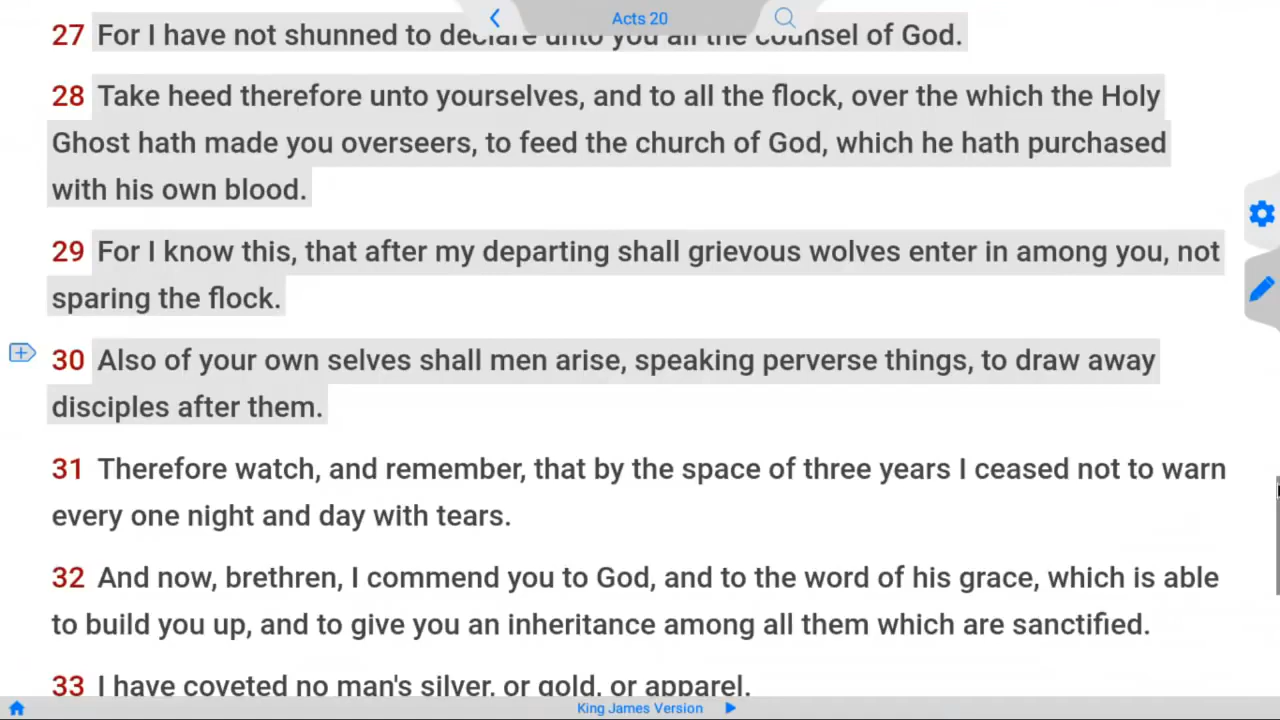 Acts 20
27 For I have not shunned to declare unto you all the counsel of God.
28 Take heed therefore unto yourselves, and to all the flock, over the which the Holy
Ghost hath made you overseers, to feed the church of God, which he hath purchased
with his own blood.
29 For I know this, that after my departing shall grievous wolves enter in among you, not
sparing the flock.
30 Also of your own selves shall men arise, speaking perverse things, to draw away
disciples after them.
31 Therefore watch, and remember, that by the space of three years I ceased not to warn
every one night and day with tears.
32 And now, brethren, I commend you to God, and to the word of his grace, which is able
to build you up, and to give you an inheritance among all them which are sanctified.
33 I have coveted no man's silver, or gold, or apparel.
King James Version